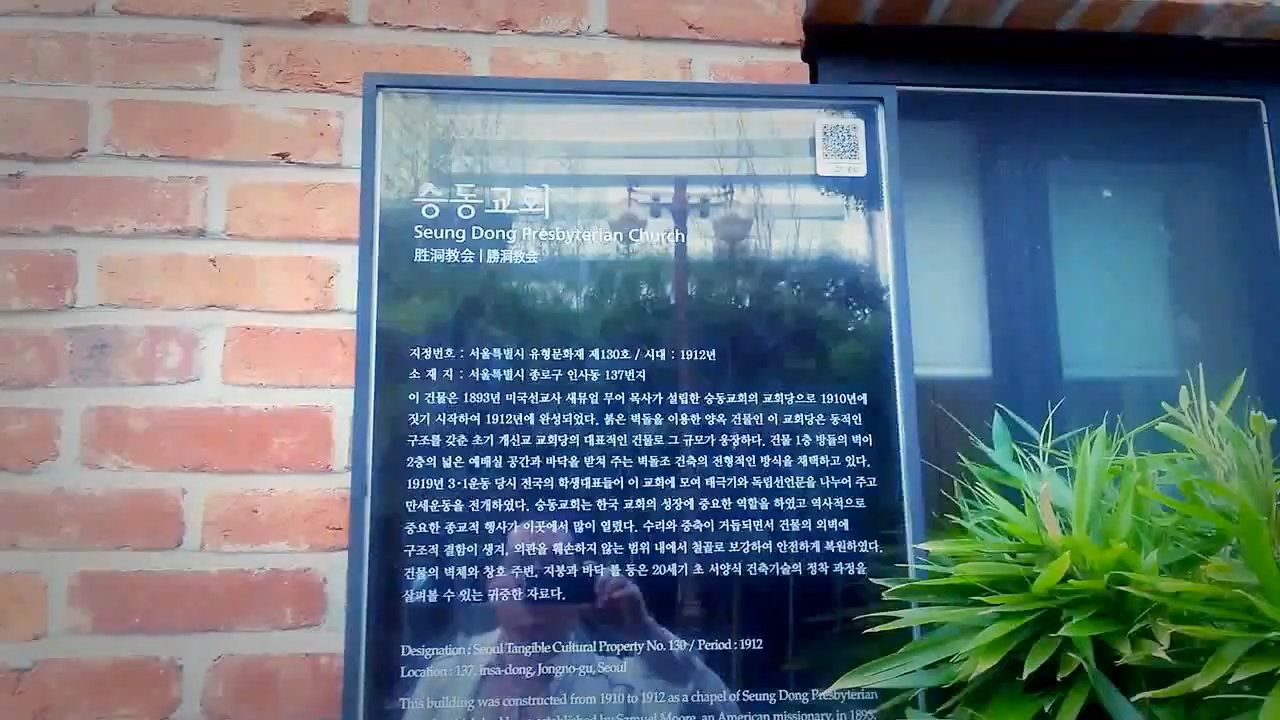 승동교회
Seung Dong Presbyterian Church
胜洞教会 | 勝洞教会
지정번호 : 서울특별시 유형문화재 제130호 / 시대 : 1912년
소 재 지 : 서울특별시 종로구 인사동 137번지
이 건물은 1893년 미국선교사 새뮤얼 무어 목사가 설립한 승동교회의 교회당으로 1910년에
짓기 시작하여 1912년에 완성되었다. 붉은 벽돌을 이용한 양옥 건물인 이 교회당은 동적인
구조를 갖춘 초기 개신교 교회당의 대표적인 건물로 그 규모가 웅장하다. 건물 1층 방들의 벽이
2층의 넓은 예배실 공간과 바닥을 받쳐 주는 벽돌조 건축의 전형적인 방식을 채택하고 있다.
1919년 3·1운동 당시 전국의 학생대표들이 이 교회에 모여 태극기와 독립선언문을 나누어 주고
만세운동을 전개하였다. 승동교회는 한국 교회의 성장에 중요한 역할을 하였고 역사적으로
중요한 종교적 행사가 이곳에서 많이 열렸다. 수리와 증축이 거듭되면서 건물의 외벽에
구조적 결함이 생겨, 외관을 훼손하지 않는 범위 내에서 철골로 보강하여 안전하게 복원하였다.
건물의 벽체와 창호 주변, 지붕과 바닥 틀 등은 20세기 초 서양식 건축기술의 정착 과정을
살펴볼 수 있는 귀중한 자료다.
Designation : Seoul Tangible Cultural Property No. 130 / Period : 1912
Location : 137, Insa-dong, Jongno-gu, Seoul
This building was constructed from 1910 to 1912 as a chapel of Seung Dong Presbyterian
established by Samuel Moore, an American missionary, in 1893.